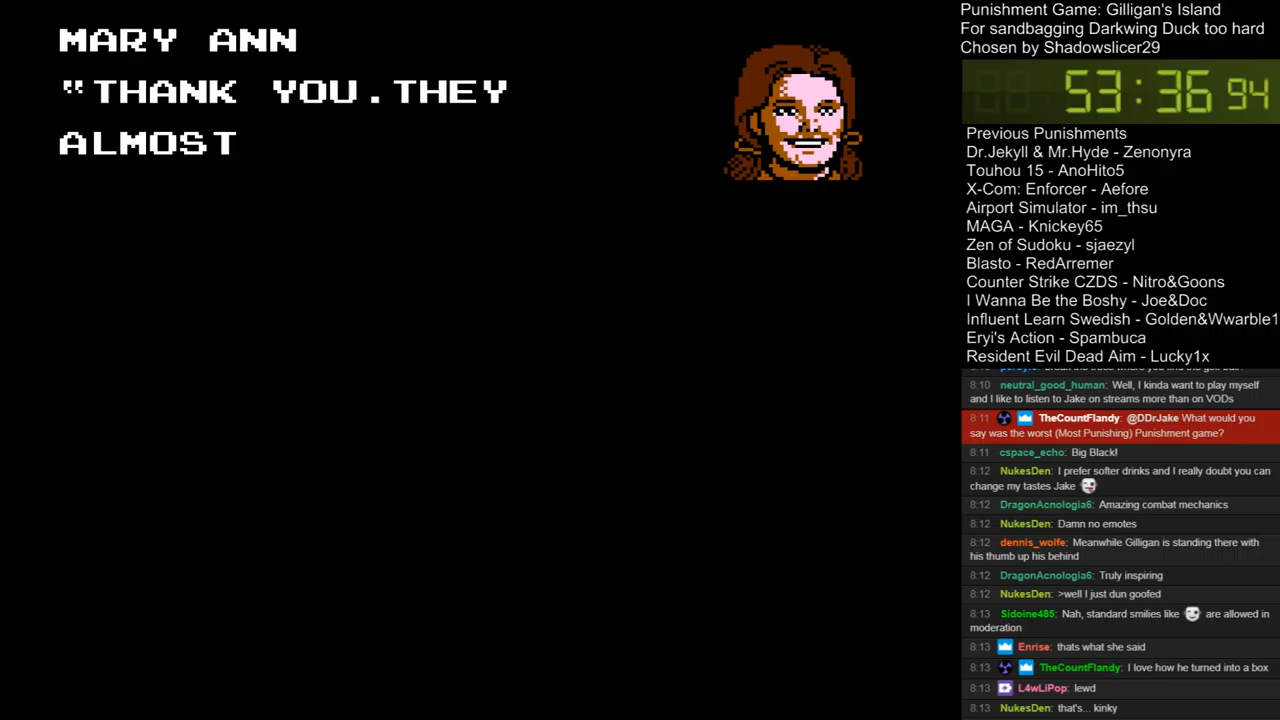 MARY ANN
"THANK YOU.THEY
ALMOST
Punishment Game: Gilligan's Island
For sandbagging Darkwing Duck too hard
Chosen by Shadowslicer29
53:36 94
Previous Punishments
Dr.Jekyll & Mr.Hyde - Zenonyra
Touhou 15 - AnoHito5
X-Com: Enforcer - Aefore
Airport Simulator - im_thsu
MAGA - Knickey65
Zen of Sudoku - sjaezyl
Blasto - RedArremer
Counter Strike CZDS - Nitro&Goons
I Wanna Be the Boshy - Joe&Doc
Influent Learn Swedish - Golden&Wwarble1
Eryi's Action - Spambuca
Resident Evil Dead Aim - Lucky1x
8:10 neutral_good_human: Well, I kinda want to play myself
and I like to listen to Jake on streams more than on VODs
8:11 TheCountFlandy: @DDrJake What would you
say was the worst (Most Punishing) Punishment game?
8:11 cspace_echo: Big Black!
8:12 NukesDen: I prefer softer drinks and I really doubt you can
change my tastes Jake
8:12 DragonAcnologia6: Amazing combat mechanics
8:12 NukesDen: Damn no emotes
8:12 dennis_wolfe: Meanwhile Gilligan is standing there with
his thumb up his behind
8:12 DragonAcnologia6: Truly inspiring
8:12 NukesDen: >well I just dun goofed
8:13 Sidoine485: Nah, standard smilies like are allowed in
moderation
8:13 Enrise: thats what she said
8:13 TheCountFlandy: I love how he turned into a box
8:13 L4wLiPop: lewd
8:13 NukesDen: that's... kinky